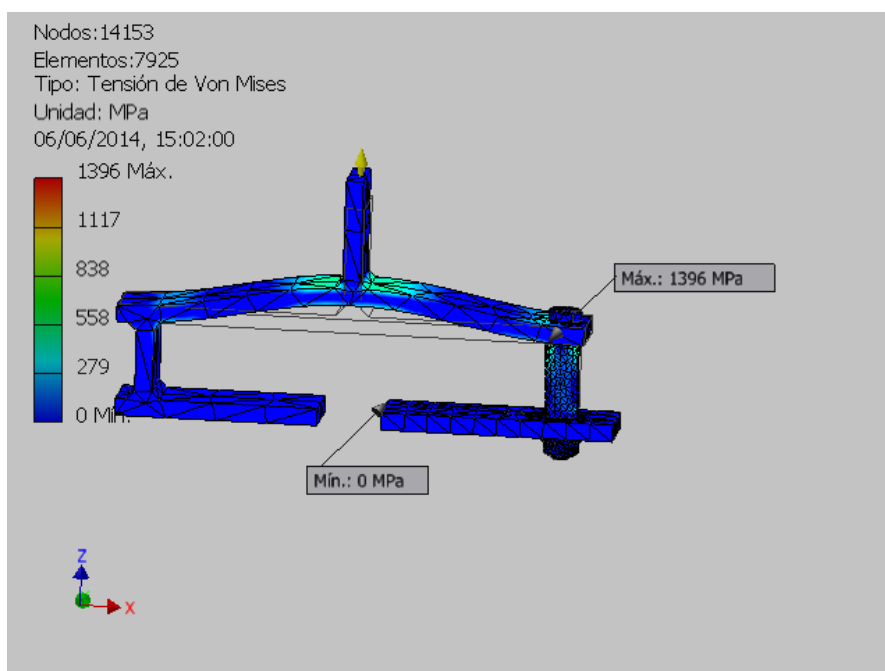 Nodos:14153
Elementos:7925
Tipo: Tensión de Von Mises
Unidad: MPa
06/06/2014, 15:02:00
1396 Máx.
1117
838
558
279
0 Mín.
Máx.: 1396 MPa
Mín.: 0 MPa
Z
X